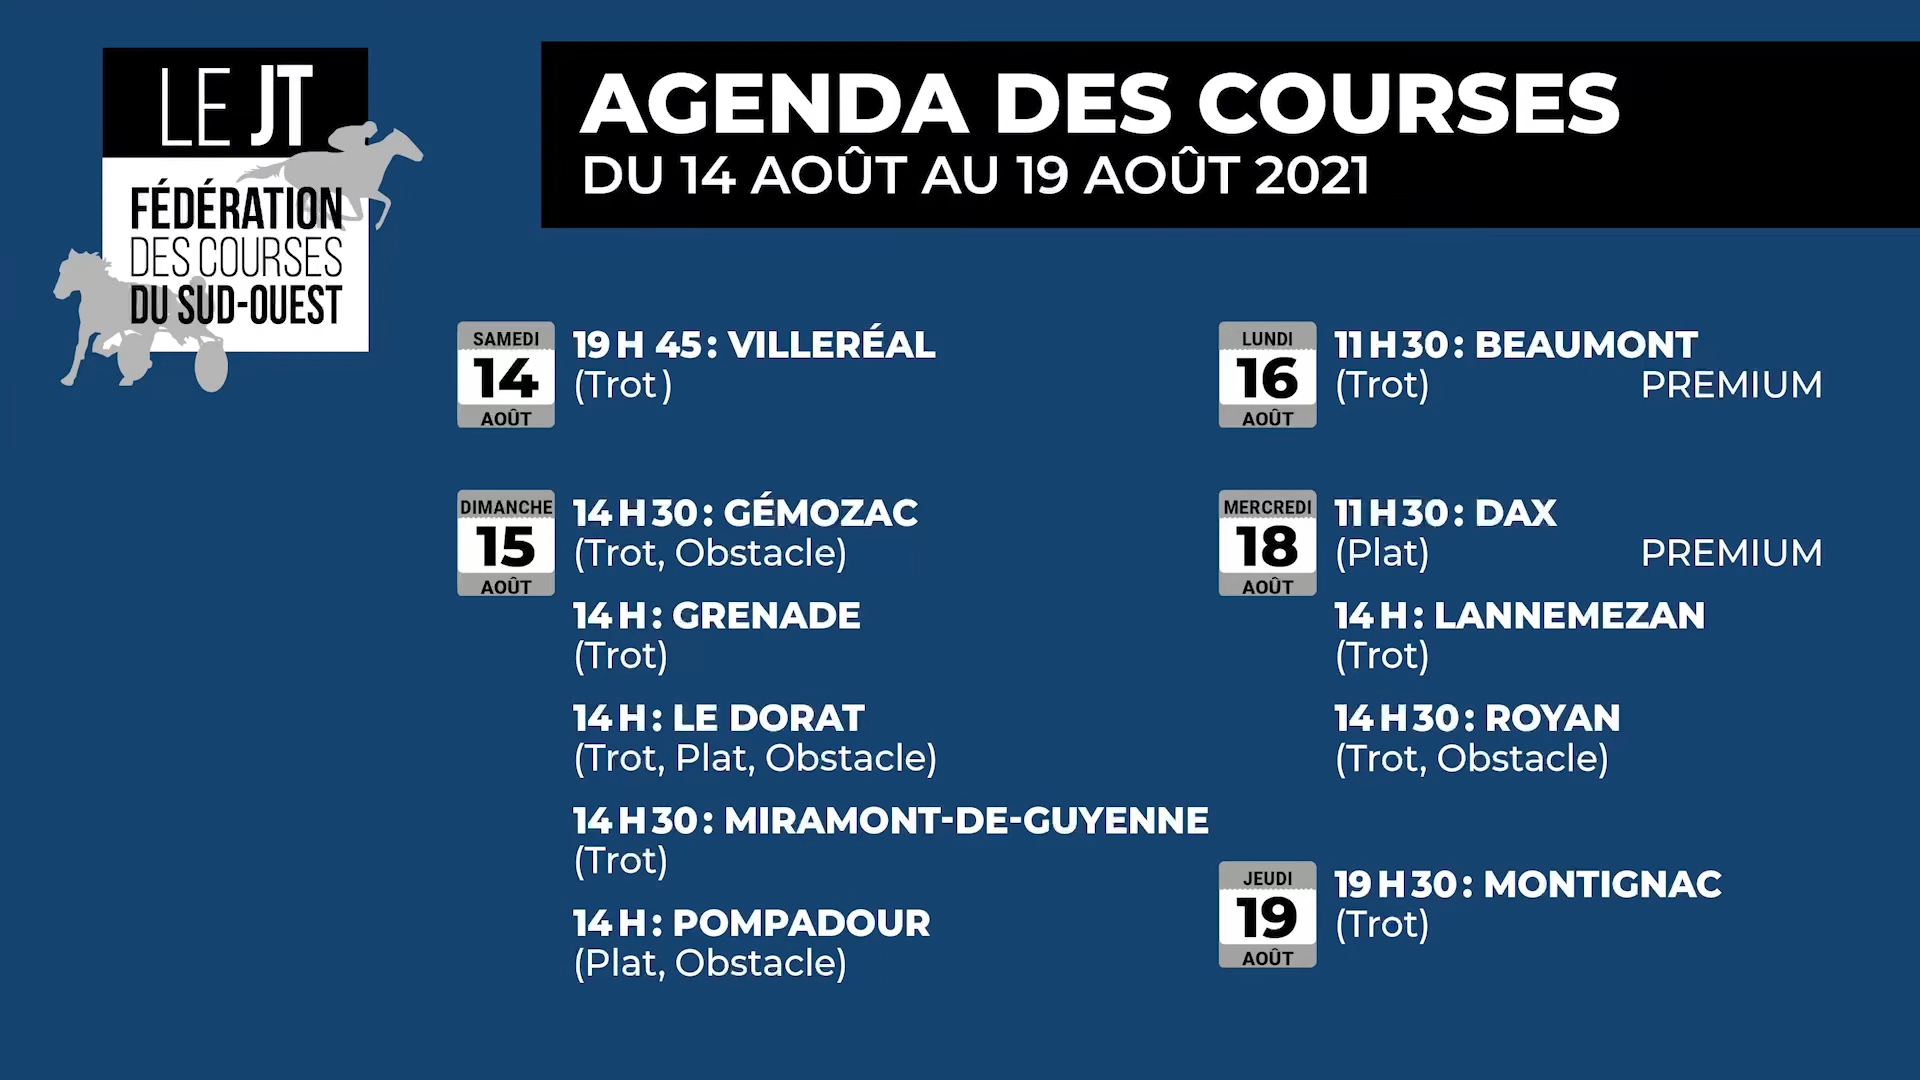 LE JT
FÉDÉRATION
DES COURSES
DU SUD-OUEST
AGENDA DES COURSES
DU 14 AOÛT AU 19 AOÛT 2021
SAMEDI
14
AOÛT
19 H 45 : VILLERÉAL
(Trot)
DIMANCHE
15
AOÛT
14 H 30 : GÉMOZAC
(Trot, Obstacle)
14 H : GRENADE
(Trot)
14 H : LE DORAT
(Trot, Plat, Obstacle)
14 H 30 : MIRAMONT-DE-GUYENNE
(Trot)
14 H : POMPADOUR
(Plat, Obstacle)
LUNDI
16
AOÛT
11 H 30 : BEAUMONT
(Trot) PREMIUM
MERCREDI
18
AOÛT
11 H 30 : DAX
(Plat) PREMIUM
14 H : LANNEMEZAN
(Trot)
14 H 30 : ROYAN
(Trot, Obstacle)
JEUDI
19
AOÛT
19 H 30 : MONTIGNAC
(Trot)